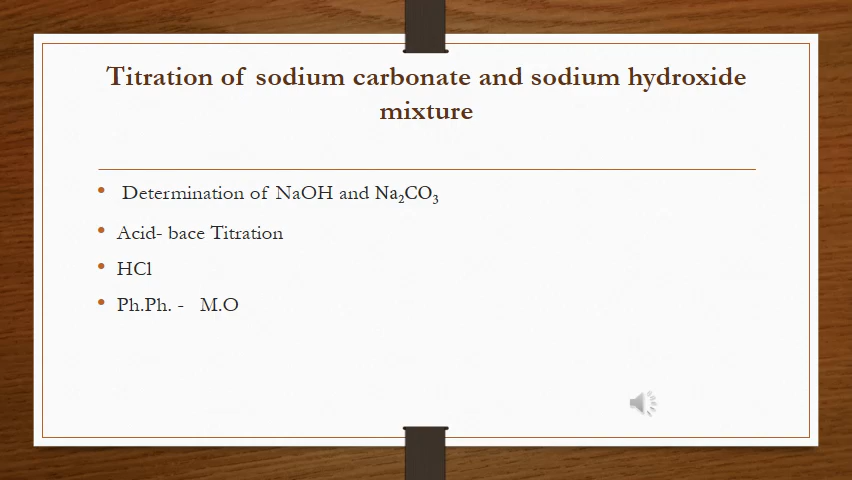 Titration of sodium carbonate and sodium hydroxide
mixture
• Determination of NaOH and Na₂CO₃
• Acid- bace Titration
• HCl
• Ph.Ph. - M.O